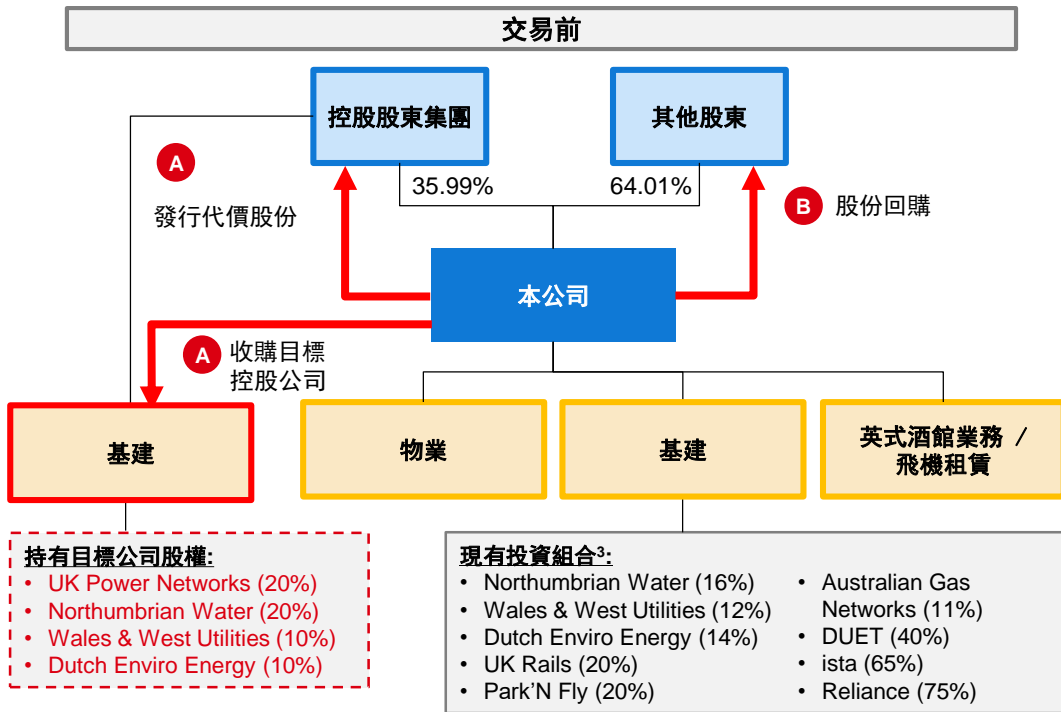 交易前
控股股東集團
其他股東
A
發行代價股份
35.99%
64.01%
B
股份回購
本公司
A
收購目標
控股公司
基建
物業
基建
英式酒館業務 /
飛機租賃
持有目標公司股權:
• UK Power Networks (20%)
• Northumbrian Water (20%)
• Wales & West Utilities (10%)
• Dutch Enviro Energy (10%)
現有投資組合³:
• Northumbrian Water (16%)
• Wales & West Utilities (12%)
• Dutch Enviro Energy (14%)
• UK Rails (20%)
• Park’N Fly (20%)
• Australian Gas
Networks (11%)
• DUET (40%)
• ista (65%)
• Reliance (75%)